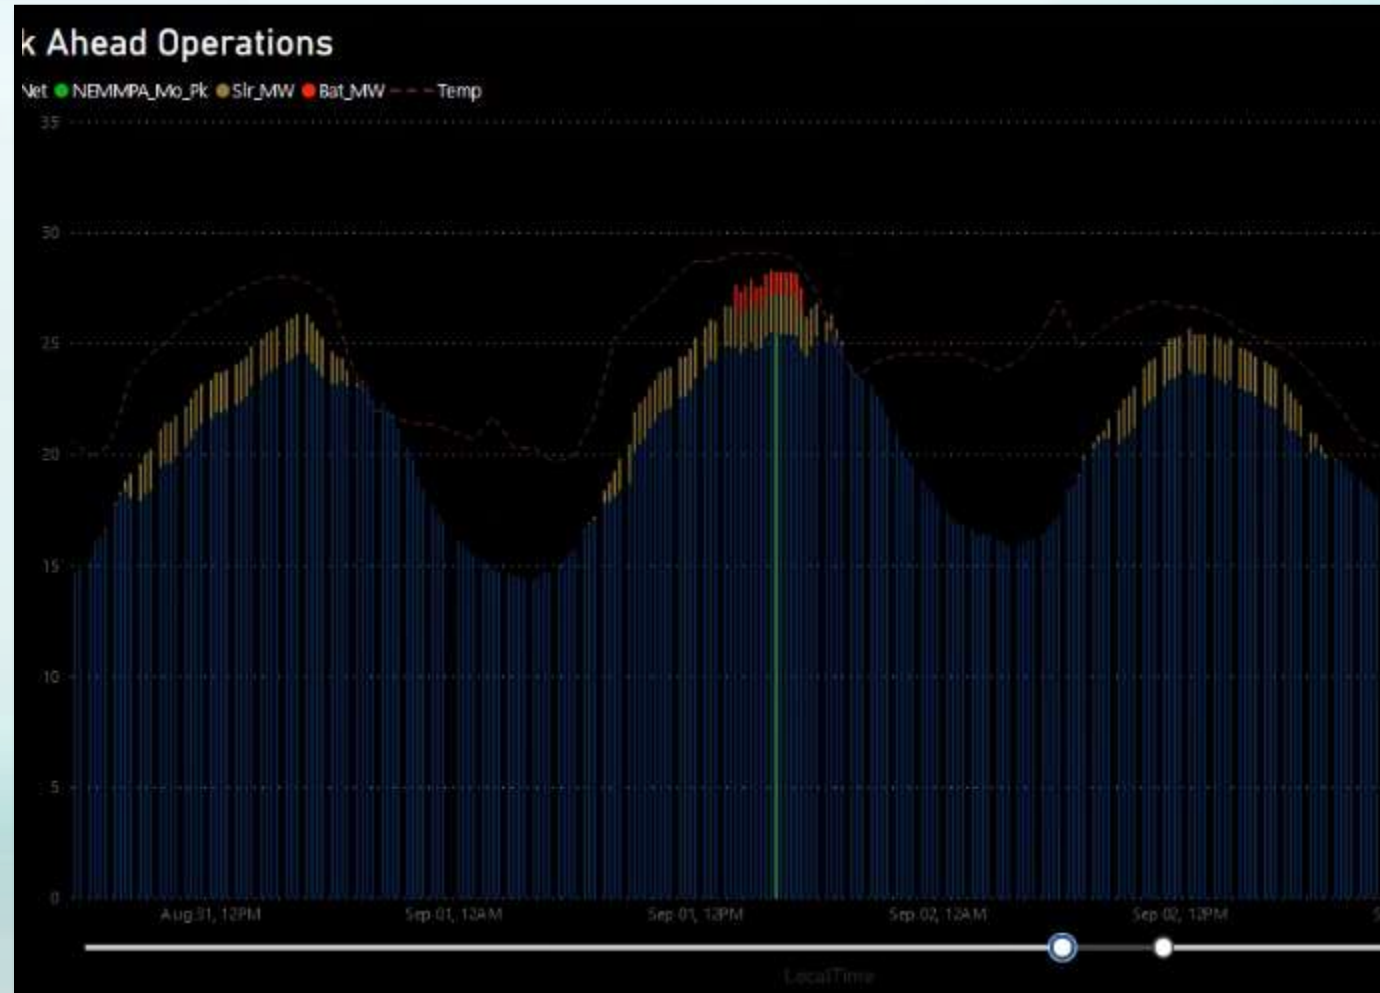 k Ahead Operations
Net NEMMPA_Mo_Pk Slr_MW Bat_MW Temp
35
30
25
20
15
10
5
0
Aug 31, 12PM Sep 01, 12AM Sep 01, 12PM Sep 02, 12AM Sep 02, 12PM
LocalTime